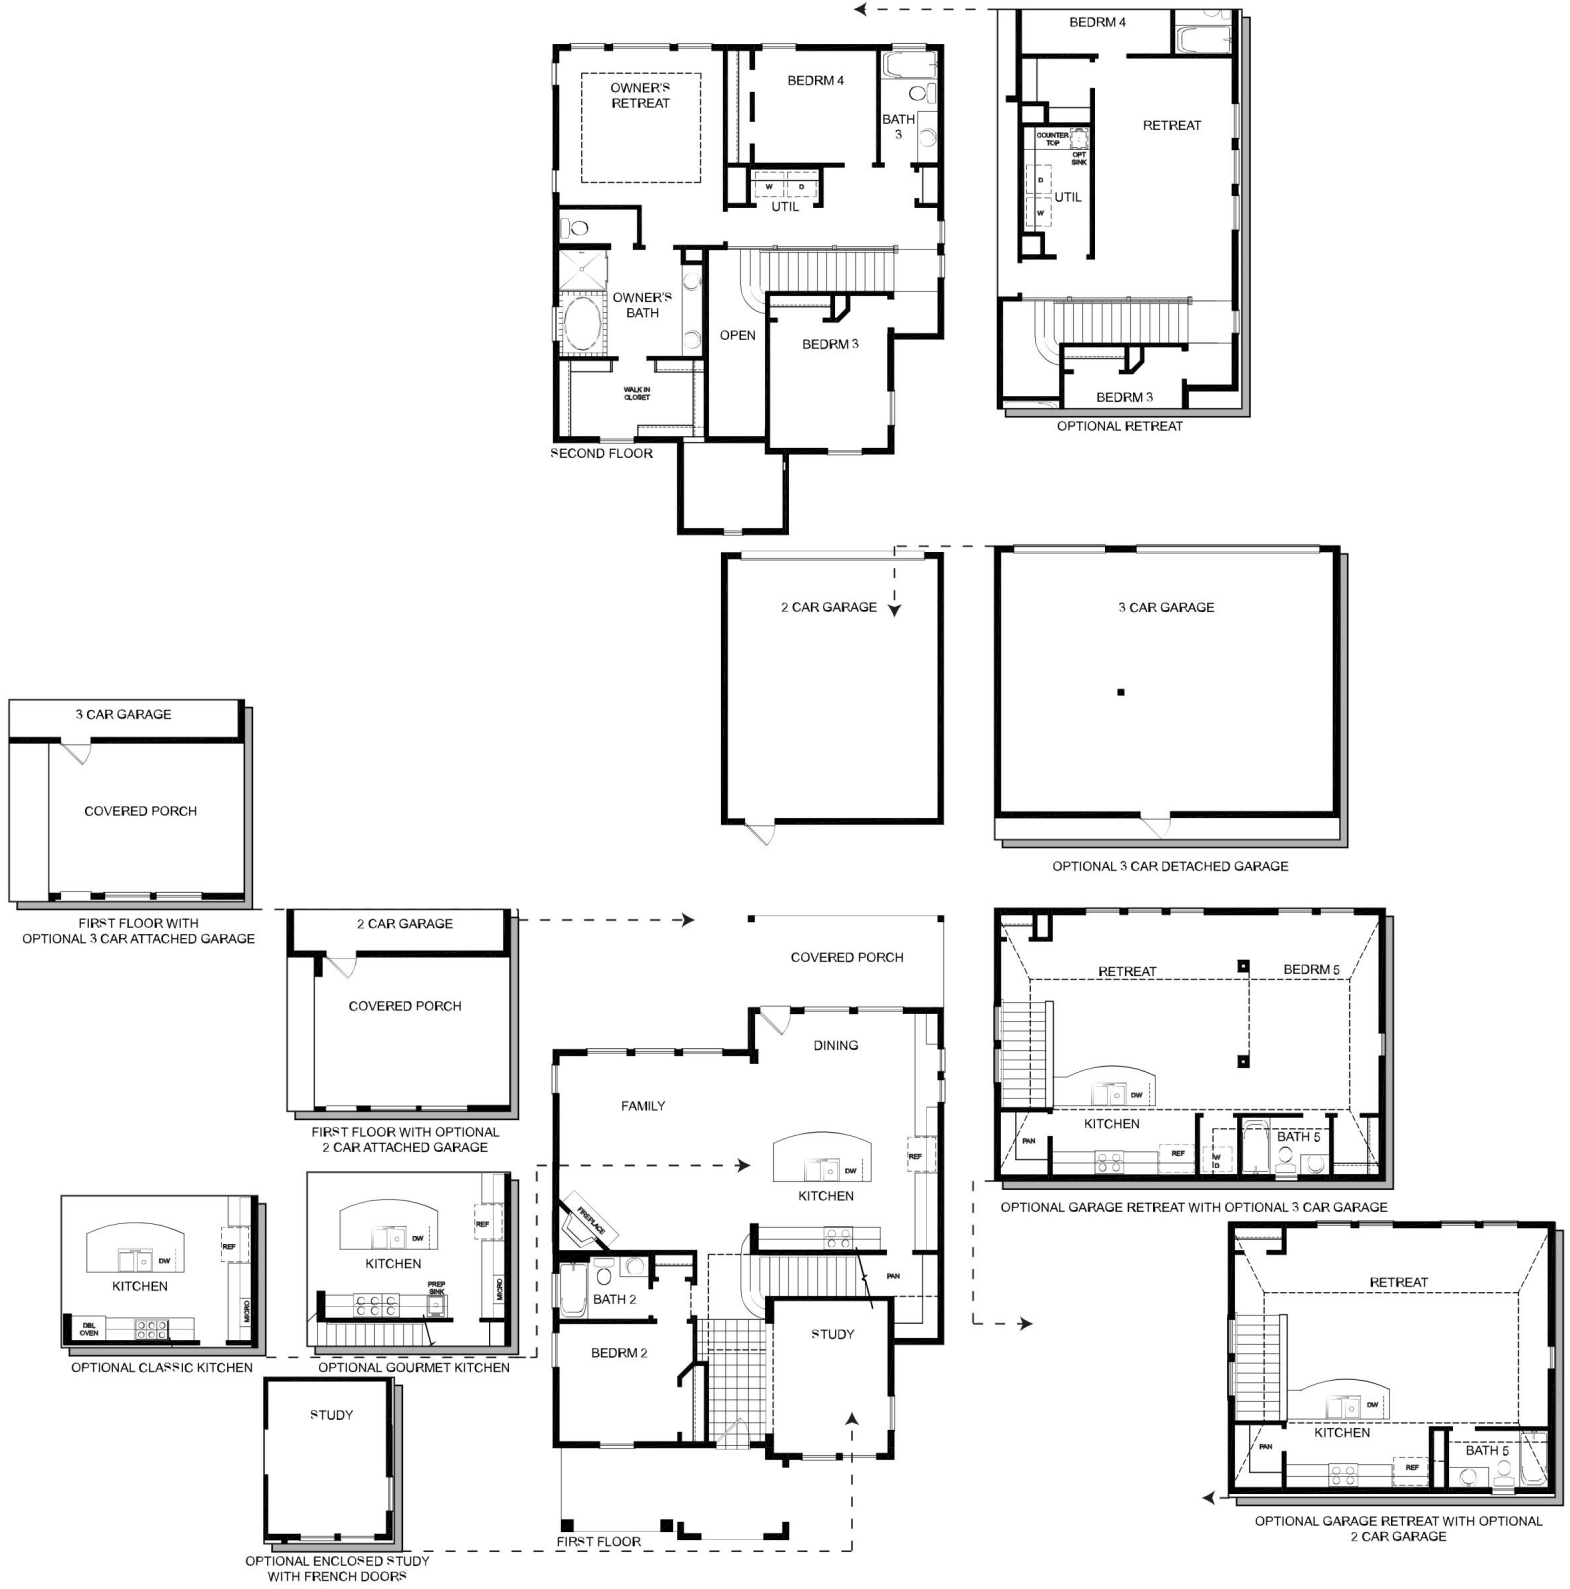 BEDRM 4
RETREAT
COUNTER
TOP
OPT
SINK
D
UTIL
W
BEDRM 3
OPTIONAL RETREAT
OWNER'S
RETREAT
BEDRM 4
BATH
3
W
D
UTIL
OWNER'S
BATH
OPEN
BEDRM 3
WALK IN
CLOSET
SECOND FLOOR
2 CAR GARAGE
3 CAR GARAGE
OPTIONAL 3 CAR DETACHED GARAGE
3 CAR GARAGE
COVERED PORCH
FIRST FLOOR WITH
OPTIONAL 3 CAR ATTACHED GARAGE
2 CAR GARAGE
COVERED PORCH
FIRST FLOOR WITH OPTIONAL
2 CAR ATTACHED GARAGE
COVERED PORCH
DINING
FAMILY
REF
DW
KITCHEN
FIREPLACE
PAN
BATH 2
STUDY
BEDRM 2
FIRST FLOOR
RETREAT
BEDRM 5
DW
KITCHEN
PAN
REF
W
D
BATH 5
OPTIONAL GARAGE RETREAT WITH OPTIONAL 3 CAR GARAGE
REF
DW
KITCHEN
MICRO
DBL
OVEN
OPTIONAL CLASSIC KITCHEN
REF
DW
KITCHEN
PREP
SINK
MICRO
OPTIONAL GOURMET KITCHEN
RETREAT
DW
KITCHEN
PAN
REF
BATH 5
OPTIONAL GARAGE RETREAT WITH OPTIONAL
2 CAR GARAGE
STUDY
OPTIONAL ENCLOSED STUDY
WITH FRENCH DOORS